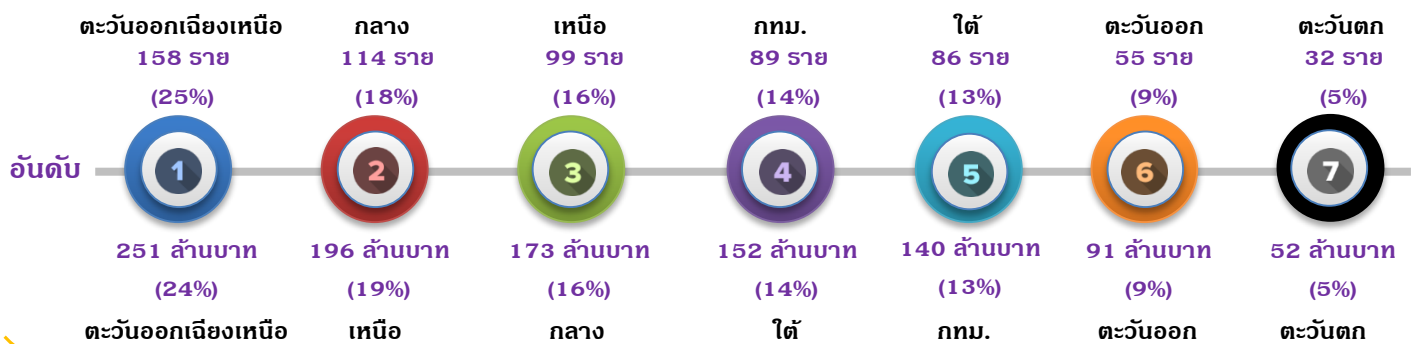 ตะวันออกเฉียงเหนือ กลาง เหนือ กทม. ใต้ ตะวันออก ตะวันตก
158 ราย 114 ราย 99 ราย 89 ราย 86 ราย 55 ราย 32 ราย
(25%) (18%) (16%) (14%) (13%) (9%) (5%)
อันดับ 1 2 3 4 5 6 7
251 ล้านบาท 196 ล้านบาท 173 ล้านบาท 152 ล้านบาท 140 ล้านบาท 91 ล้านบาท 52 ล้านบาท
(24%) (19%) (16%) (14%) (13%) (9%) (5%)
ตะวันออกเฉียงเหนือ เหนือ กลาง ใต้ กทม. ตะวันออก ตะวันตก